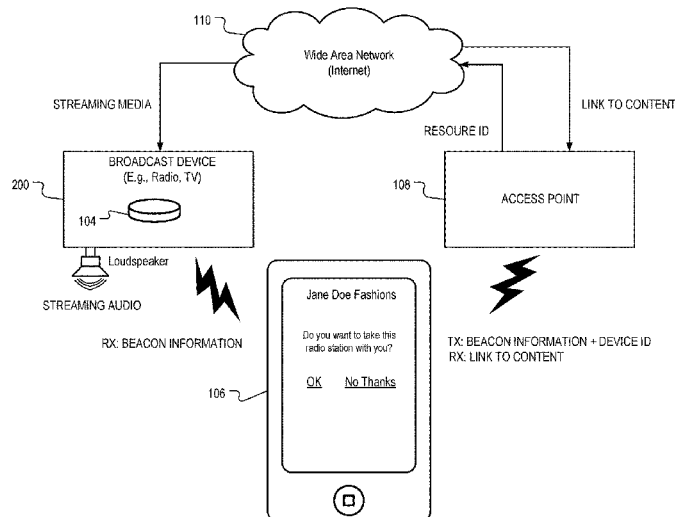 110
Wide Area Network
(Internet)
STREAMING MEDIA
LINK TO CONTENT
RESOURE ID
BROADCAST DEVICE
(E.g., Radio, TV)
200
104
108
ACCESS POINT
Loudspeaker
STREAMING AUDIO
Jane Doe Fashions
RX: BEACON INFORMATION
Do you want to take this
radio station with you?
TX: BEACON INFORMATION + DEVICE ID
RX: LINK TO CONTENT
OK No Thanks
106